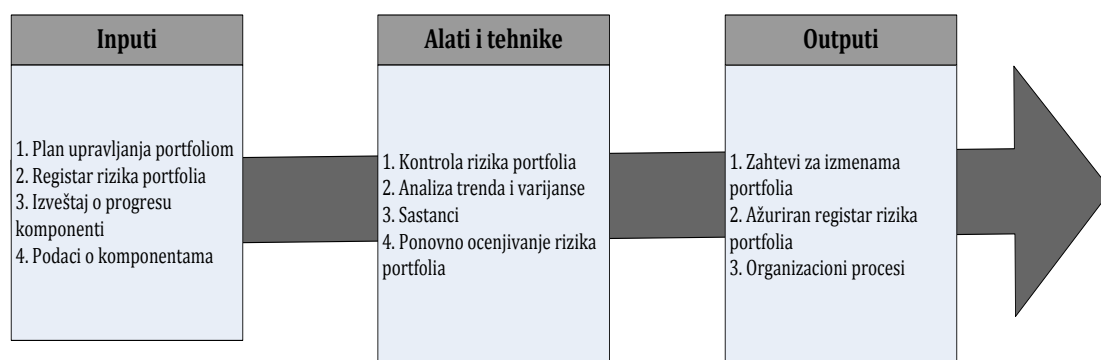 Inputi
1. Plan upravljanja portfoliom
2. Registar rizika portfolia
3. Izveštaj o progresu
komponenti
4. Podaci o komponentama
Alati i tehnike
1. Kontrola rizika portfolia
2. Analiza trenda i varijanse
3. Sastanci
4. Ponovno ocenjivanje rizika
portfolia
Outputi
1. Zahtevi za izmenama
portfolia
2. Ažuriran registar rizika
portfolia
3. Organizacioni procesi